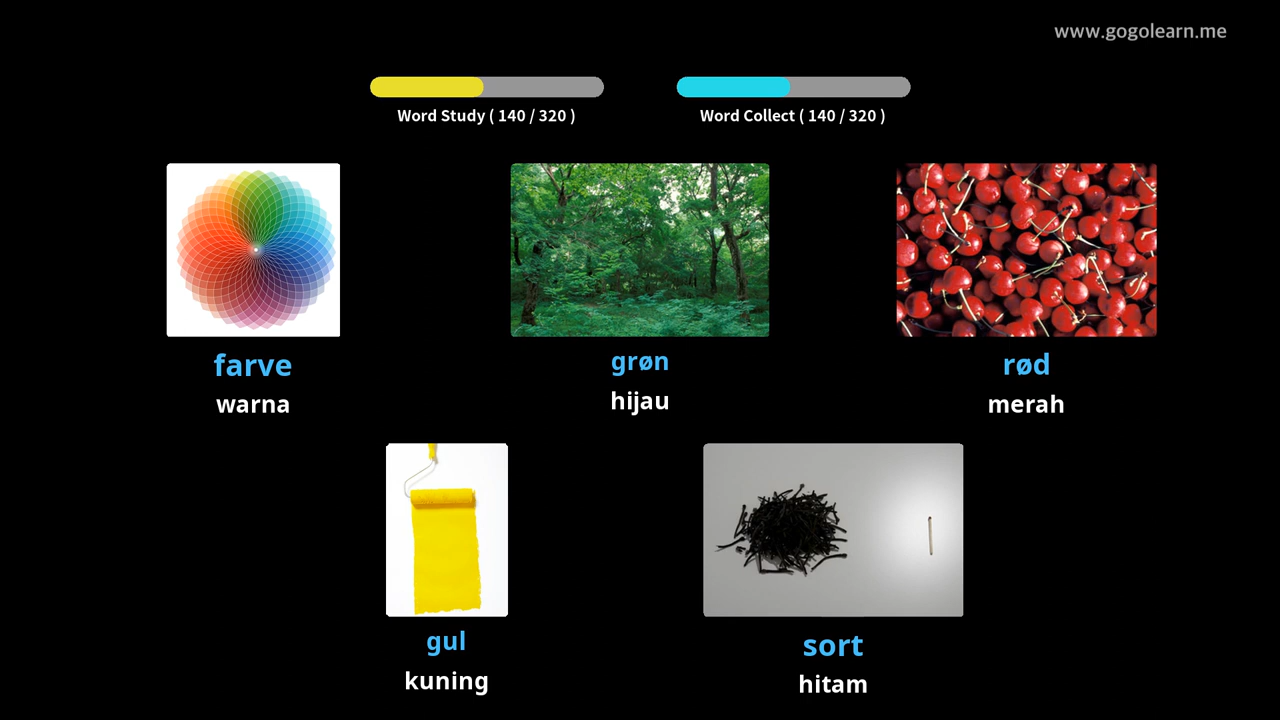 www.gogolearn.me
Word Study ( 140 / 320 )
Word Collect ( 140 / 320 )
farve
warna
grøn
hijau
rød
merah
gul
kuning
sort
hitam